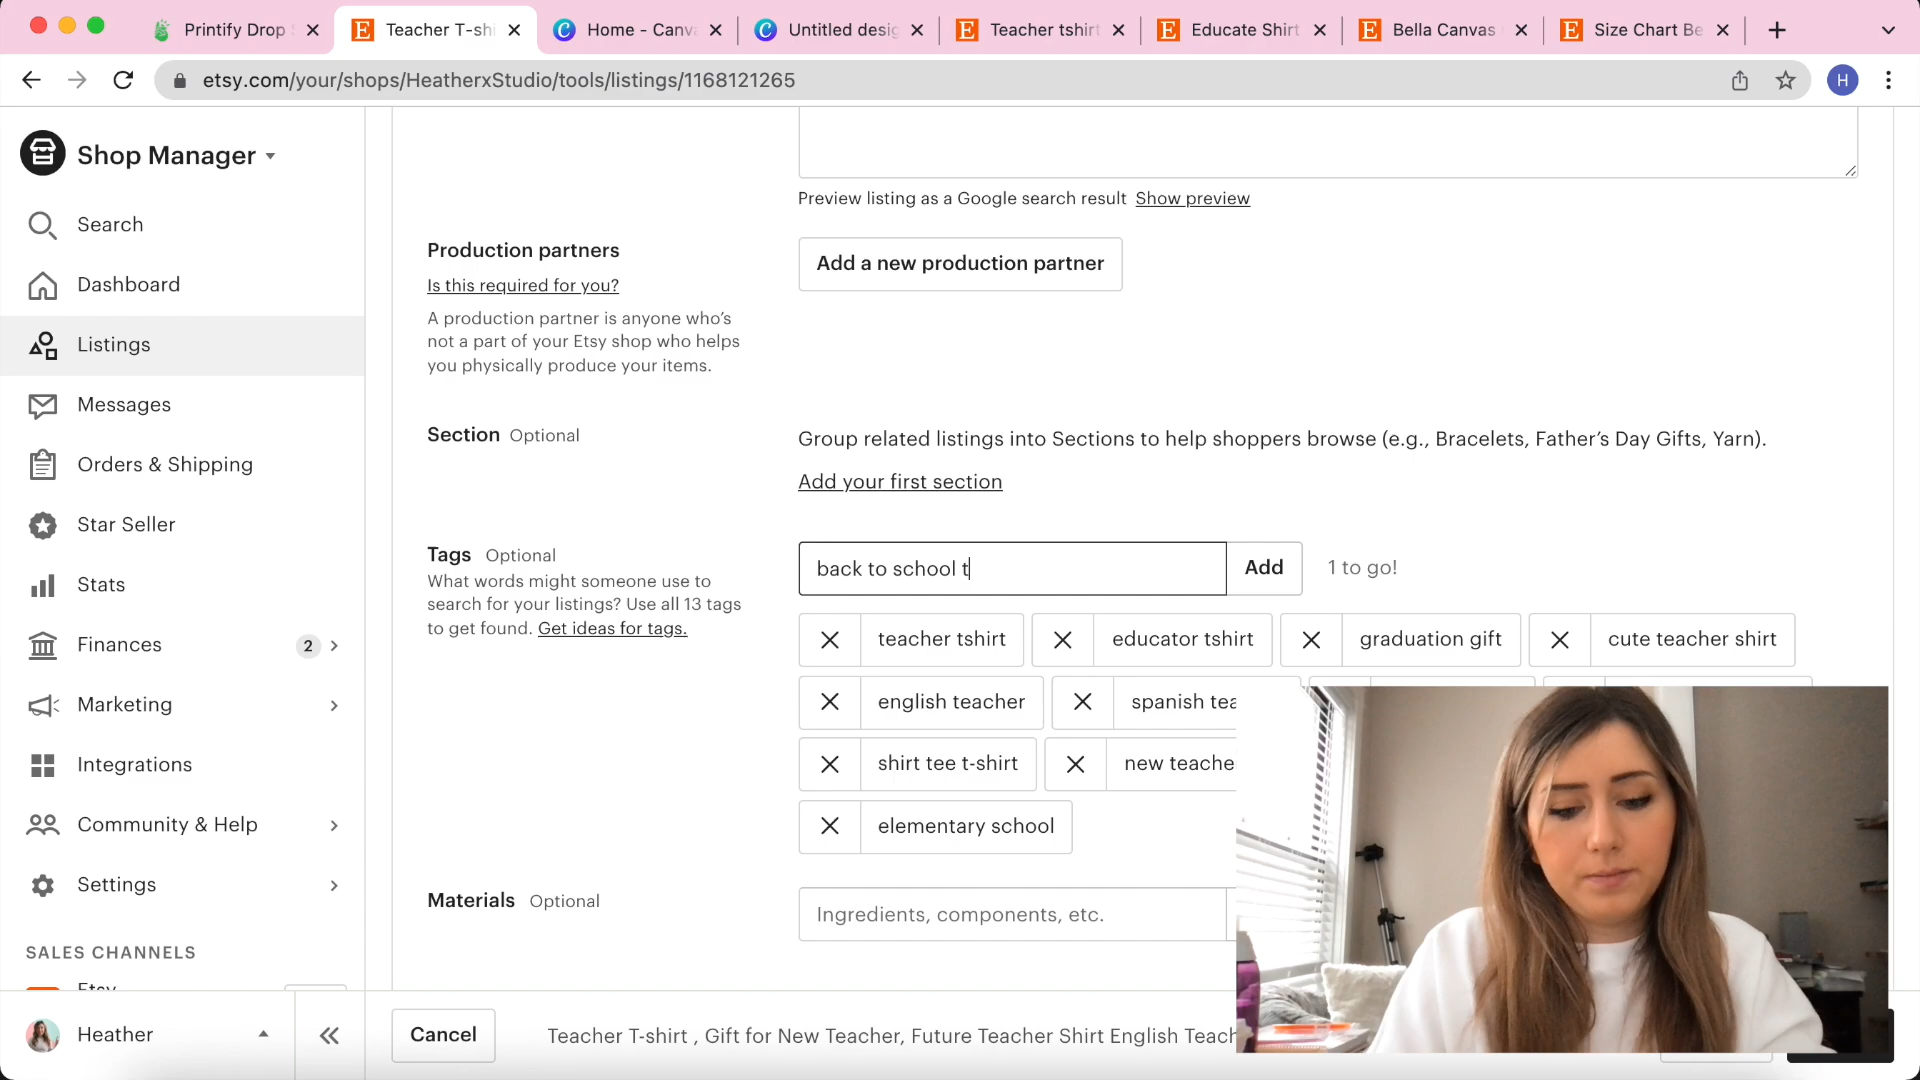 Printify Drop
Teacher T-shi
Home - Canv
Untitled desig
Teacher tshirt
Educate Shirt
Bella Canvas
Size Chart Be
etsy.com/your/shops/HeatherxStudio/tools/listings/1168121265
H
Shop Manager
Search
Dashboard
Listings
Messages
Orders & Shipping
Star Seller
Stats
Finances 2
Marketing
Integrations
Community & Help
Settings
SALES CHANNELS
Etsy
Heather
Preview listing as a Google search result Show preview
Production partners
Is this required for you?
A production partner is anyone who's
not a part of your Etsy shop who helps
you physically produce your items.
Add a new production partner
Section Optional
Group related listings into Sections to help shoppers browse (e.g., Bracelets, Father's Day Gifts, Yarn).
Add your first section
Tags Optional
What words might someone use to
search for your listings? Use all 13 tags
to get found. Get ideas for tags.
back to school t
Add 1 to go!
teacher tshirt educator tshirt graduation gift cute teacher shirt
english teacher spanish tea
shirt tee t-shirt new teache
elementary school
Materials Optional
Ingredients, components, etc.
Cancel
Teacher T-shirt , Gift for New Teacher, Future Teacher Shirt English Teach